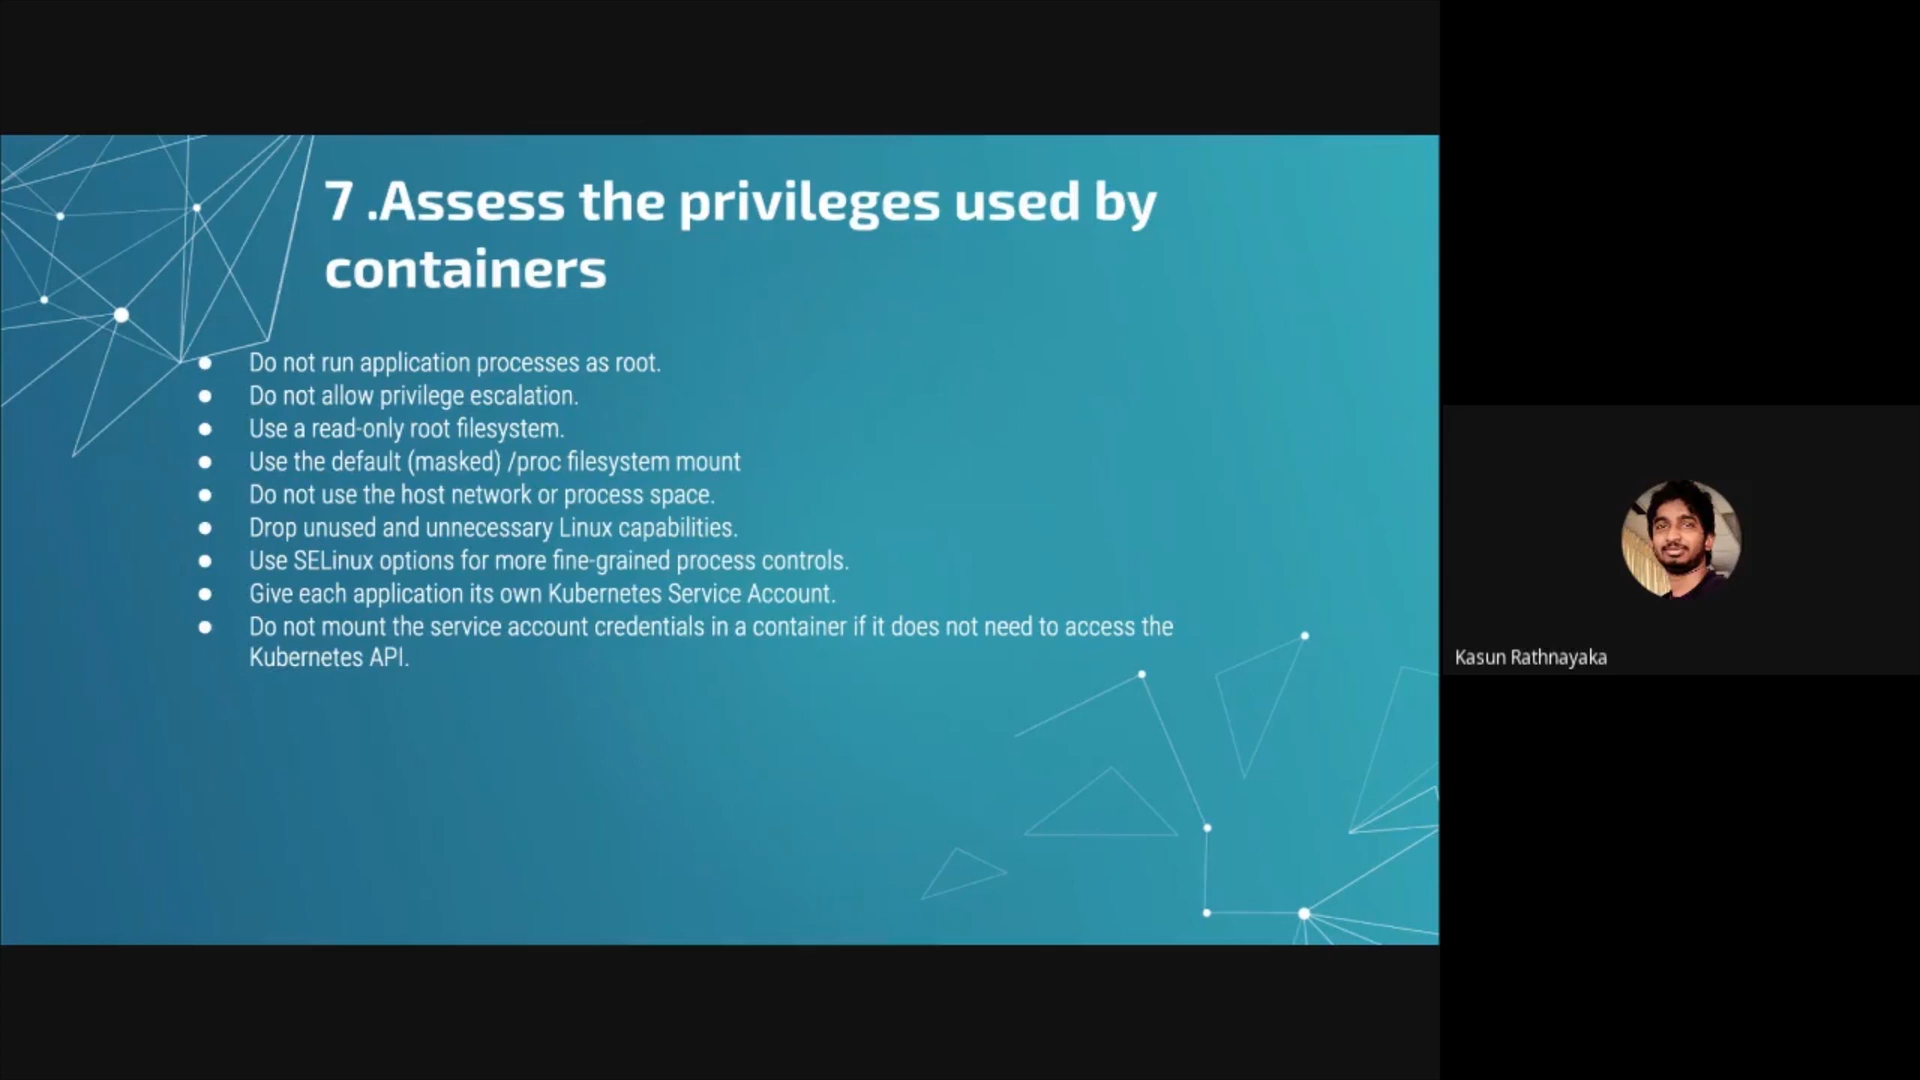 7 .Assess the privileges used by
containers
● Do not run application processes as root.
● Do not allow privilege escalation.
● Use a read-only root filesystem.
● Use the default (masked) /proc filesystem mount
● Do not use the host network or process space.
● Drop unused and unnecessary Linux capabilities.
● Use SELinux options for more fine-grained process controls.
● Give each application its own Kubernetes Service Account.
● Do not mount the service account credentials in a container if it does not need to access the
Kubernetes API.
Kasun Rathnayaka